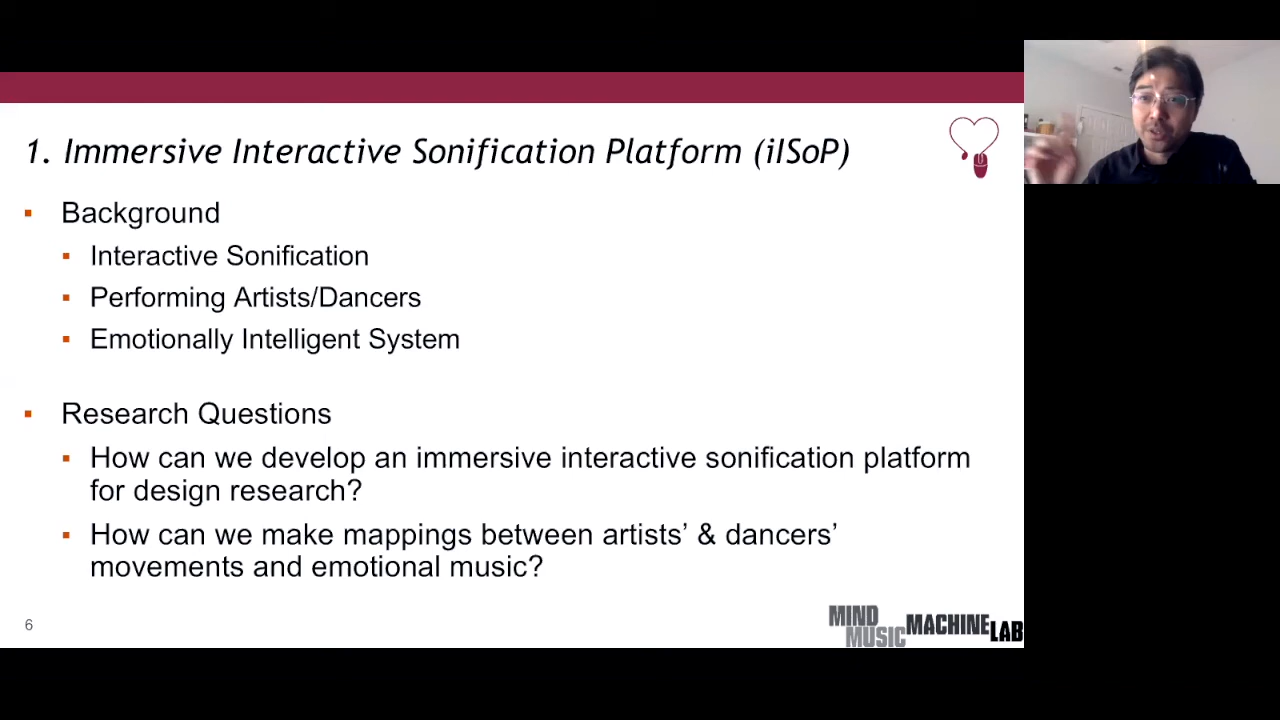 1. Immersive Interactive Sonification Platform (iISoP)
▪ Background
▪ Interactive Sonification
▪ Performing Artists/Dancers
▪ Emotionally Intelligent System
▪ Research Questions
▪ How can we develop an immersive interactive sonification platform
for design research?
▪ How can we make mappings between artists’ & dancers’
movements and emotional music?
6
MIND
MUSIC MACHINE LAB